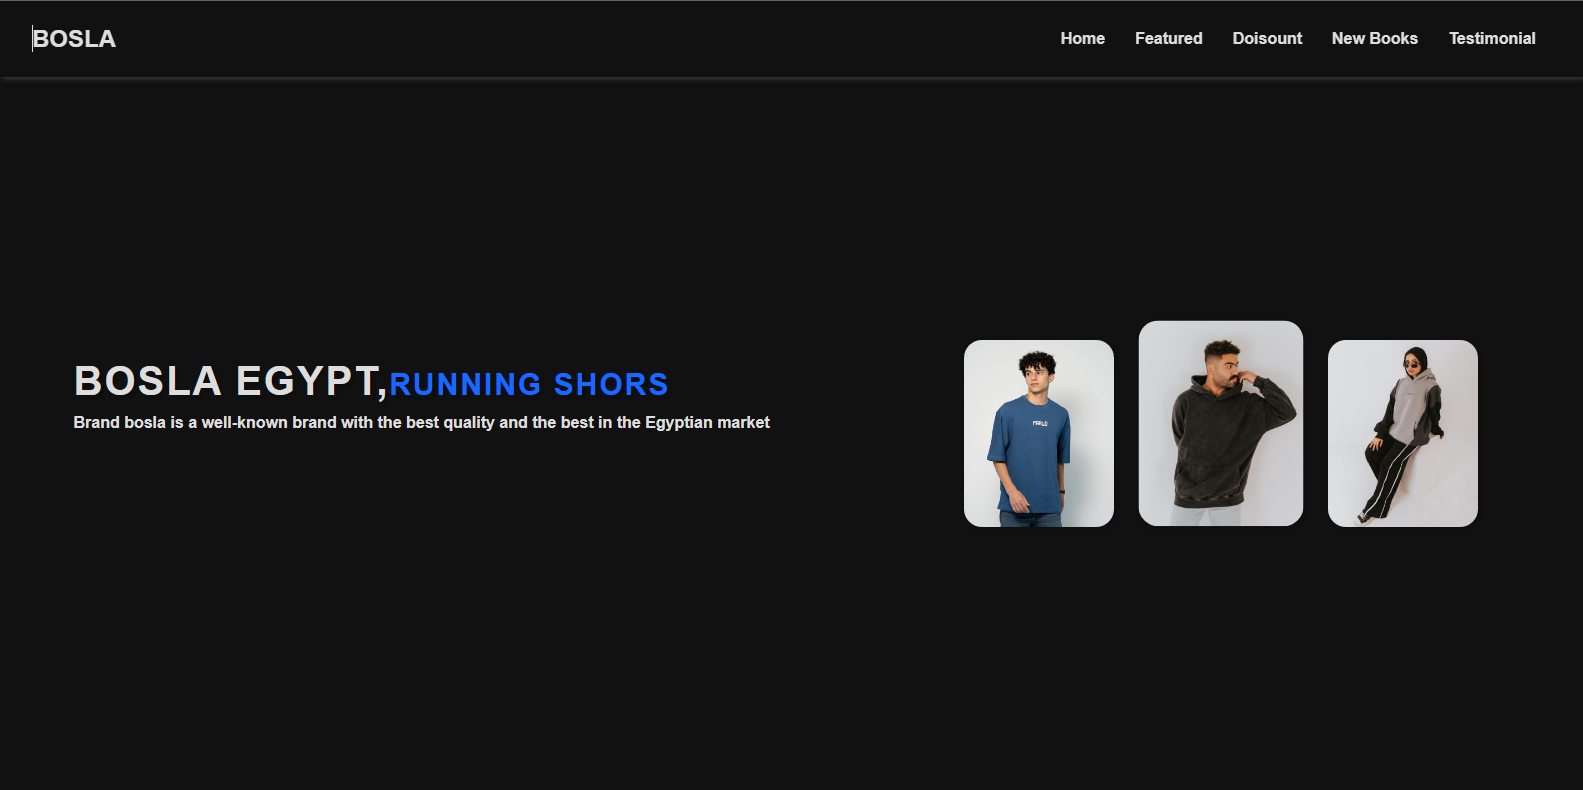 BOSLA
Home Featured Doisount New Books Testimonial
BOSLA EGYPT,RUNNING SHORS
Brand bosla is a well-known brand with the best quality and the best in the Egyptian market